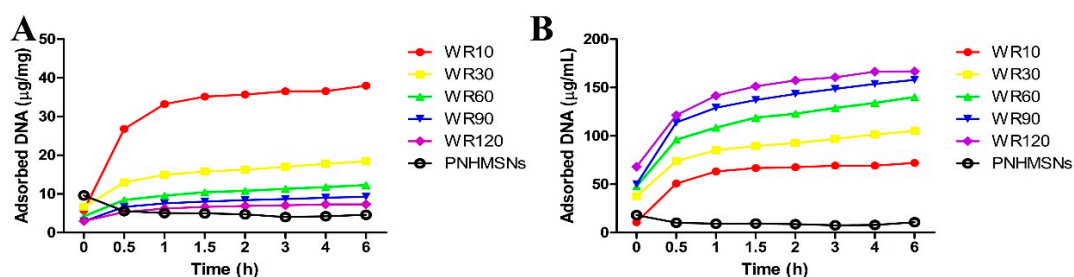 A
Adsorbed DNA (μg/mg)
50
40
30
20
10
0
0 0.5 1 1.5 2 3 4 6
Time (h)
WR10
WR30
WR60
WR90
WR120
PNHMSNs
B
Adsorbed DNA (μg/mL)
200
150
100
50
0
0 0.5 1 1.5 2 3 4 6
Time (h)
WR10
WR30
WR60
WR90
WR120
PNHMSNs